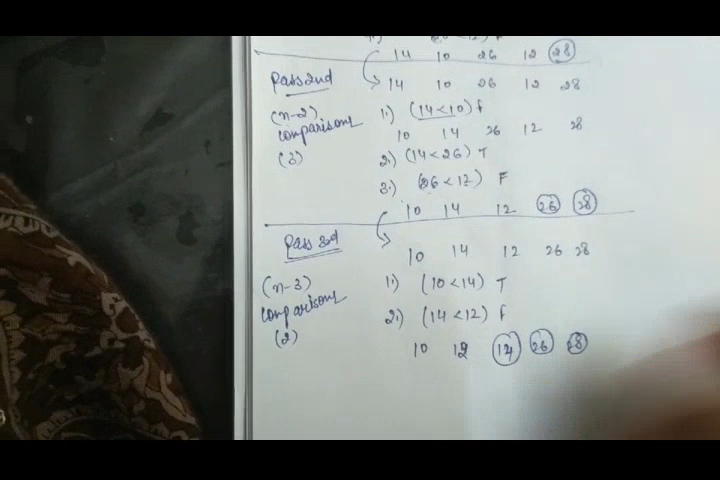 14 10 26 12 28
Pass 2nd 14 10 26 12 28
(n-2) comparisons 1.) (14<10) f
10 14 26 12 28
(3) 2.) (14<26) T
3.) (26<12) F
10 14 12 26 28
Pass 3rd 10 14 12 26 28
(n-3) 1.) (10<14) T
comparisons 2.) (14<12) f
(2)
10 12 14 26 28